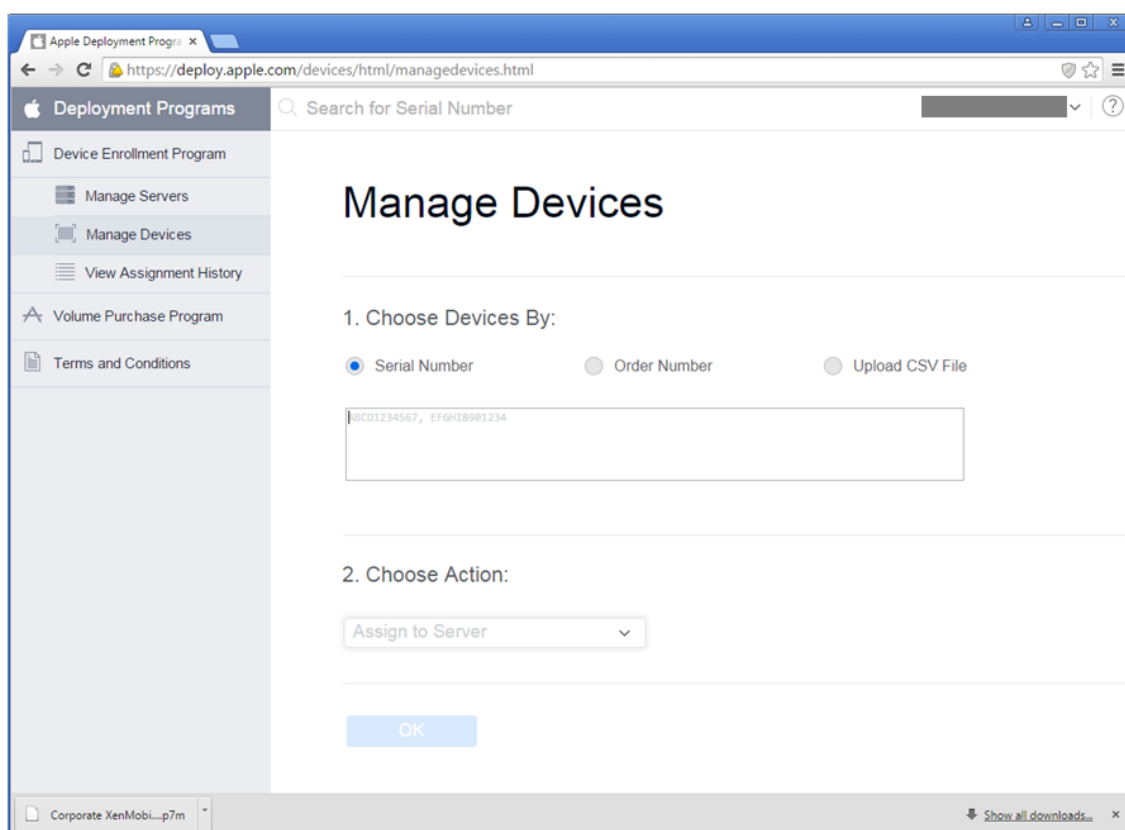 Apple Deployment Progra
https://deploy.apple.com/devices/html/managedevices.html
Deployment Programs
Search for Serial Number
Device Enrollment Program
Manage Servers
Manage Devices
View Assignment History
Volume Purchase Program
Terms and Conditions
Manage Devices
1. Choose Devices By:
Serial Number Order Number Upload CSV File
ABCD1234567, EFGHI8901234
2. Choose Action:
Assign to Server
OK
Corporate XenMobi....p7m
Show all downloads...